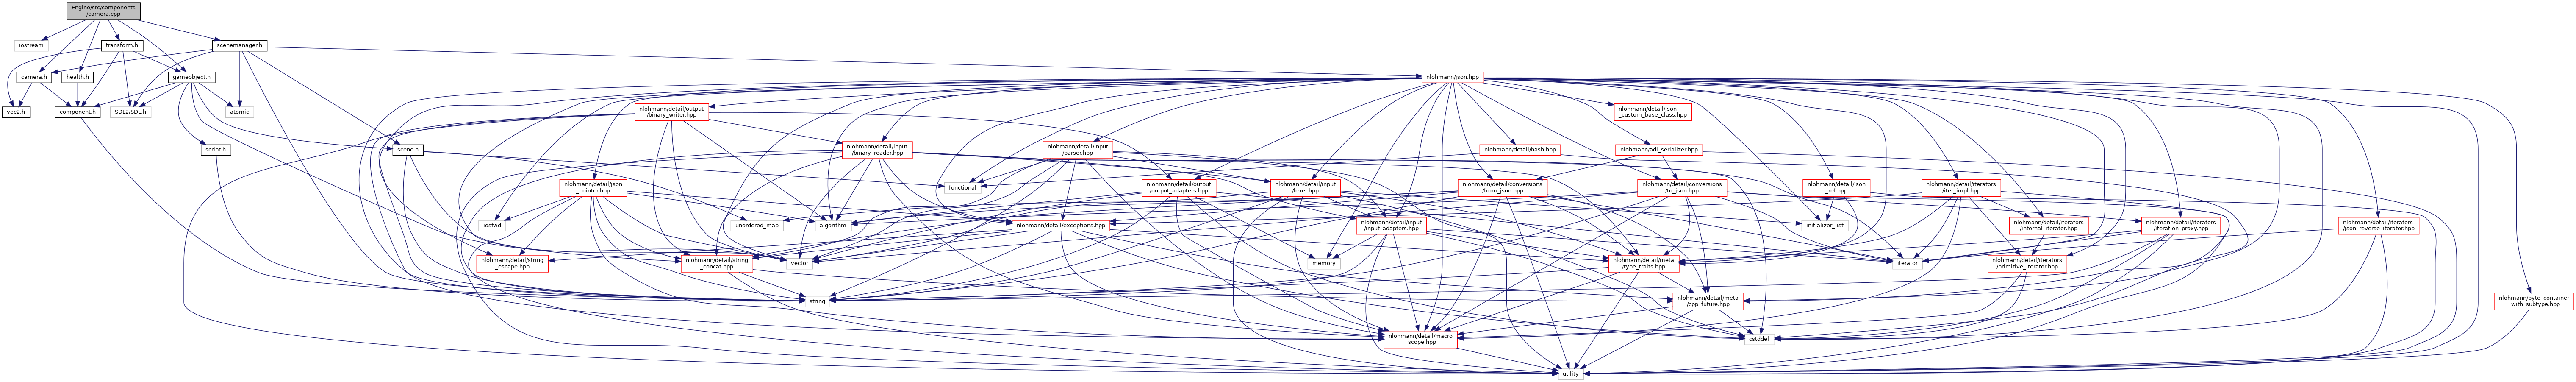 Engine/src/components
/camera.cpp
iostream
transform.h
scenemanager.h
camera.h
health.h
gameobject.h
nlohmann/json.hpp
vec2.h
component.h
SDL2/SDL.h
atomic
nlohmann/detail/output
/binary_writer.hpp
nlohmann/detail/json
_custom_base_class.hpp
script.h
scene.h
nlohmann/detail/input
/binary_reader.hpp
nlohmann/detail/input
/parser.hpp
nlohmann/detail/hash.hpp
nlohmann/adl_serializer.hpp
functional
nlohmann/detail/json
_pointer.hpp
nlohmann/detail/output
/output_adapters.hpp
nlohmann/detail/input
/lexer.hpp
nlohmann/detail/conversions
/from_json.hpp
nlohmann/detail/conversions
/to_json.hpp
nlohmann/detail/json
_ref.hpp
nlohmann/detail/iterators
/iter_impl.hpp
iosfwd
unordered_map
algorithm
nlohmann/detail/exceptions.hpp
nlohmann/detail/input
/input_adapters.hpp
initializer_list
nlohmann/detail/iterators
/internal_iterator.hpp
nlohmann/detail/iterators
/iteration_proxy.hpp
nlohmann/detail/iterators
/json_reverse_iterator.hpp
nlohmann/detail/string
_escape.hpp
nlohmann/detail/string
_concat.hpp
vector
memory
nlohmann/detail/meta
/type_traits.hpp
iterator
nlohmann/detail/iterators
/primitive_iterator.hpp
string
nlohmann/detail/meta
/cpp_future.hpp
nlohmann/byte_container
_with_subtype.hpp
nlohmann/detail/macro
_scope.hpp
cstddef
utility